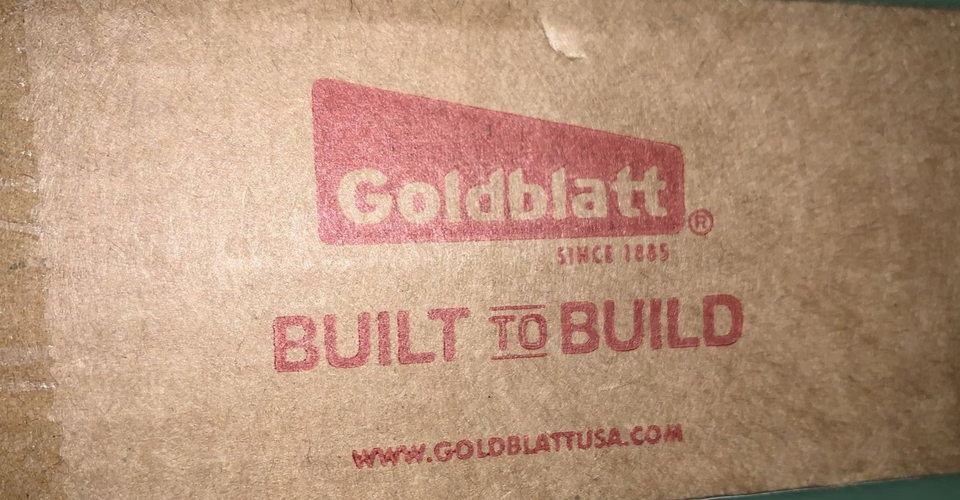 Goldblatt®
SINCE 1885
BUILT TO BUILD
WWW.GOLDBLATTUSA.COM